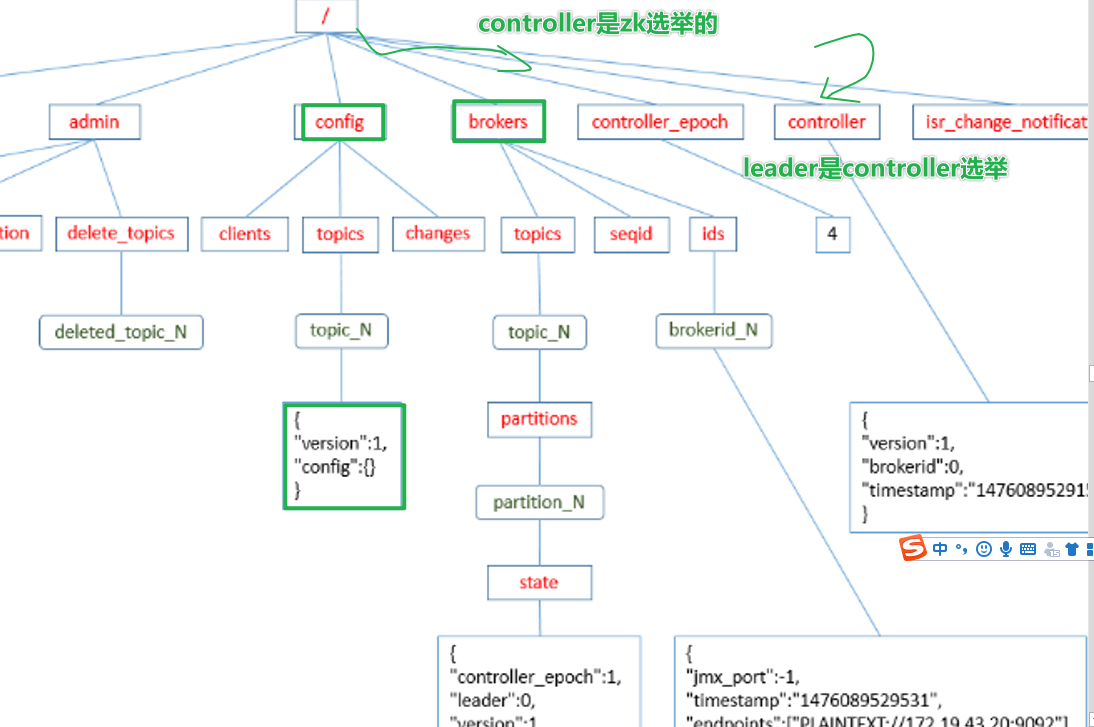 /
controller是zk选举的
admin
config
brokers
controller_epoch
controller
isr_change_notificat
leader是controller选举
tion
delete_topics
clients
topics
changes
topics
seqid
ids
4
deleted_topic_N
topic_N
topic_N
brokerid_N
{
"version":1,
"config":{}
}
partitions
{
"version":1,
"brokerid":0,
"timestamp":"147608952915
}
partition_N
中
state
{
"controller_epoch":1,
"leader":0,
"version":1
{
"jmx_port":-1,
"timestamp":"1476089529531",
"endpoints":["PLAINTEXT://172.19.43.20:9092"]